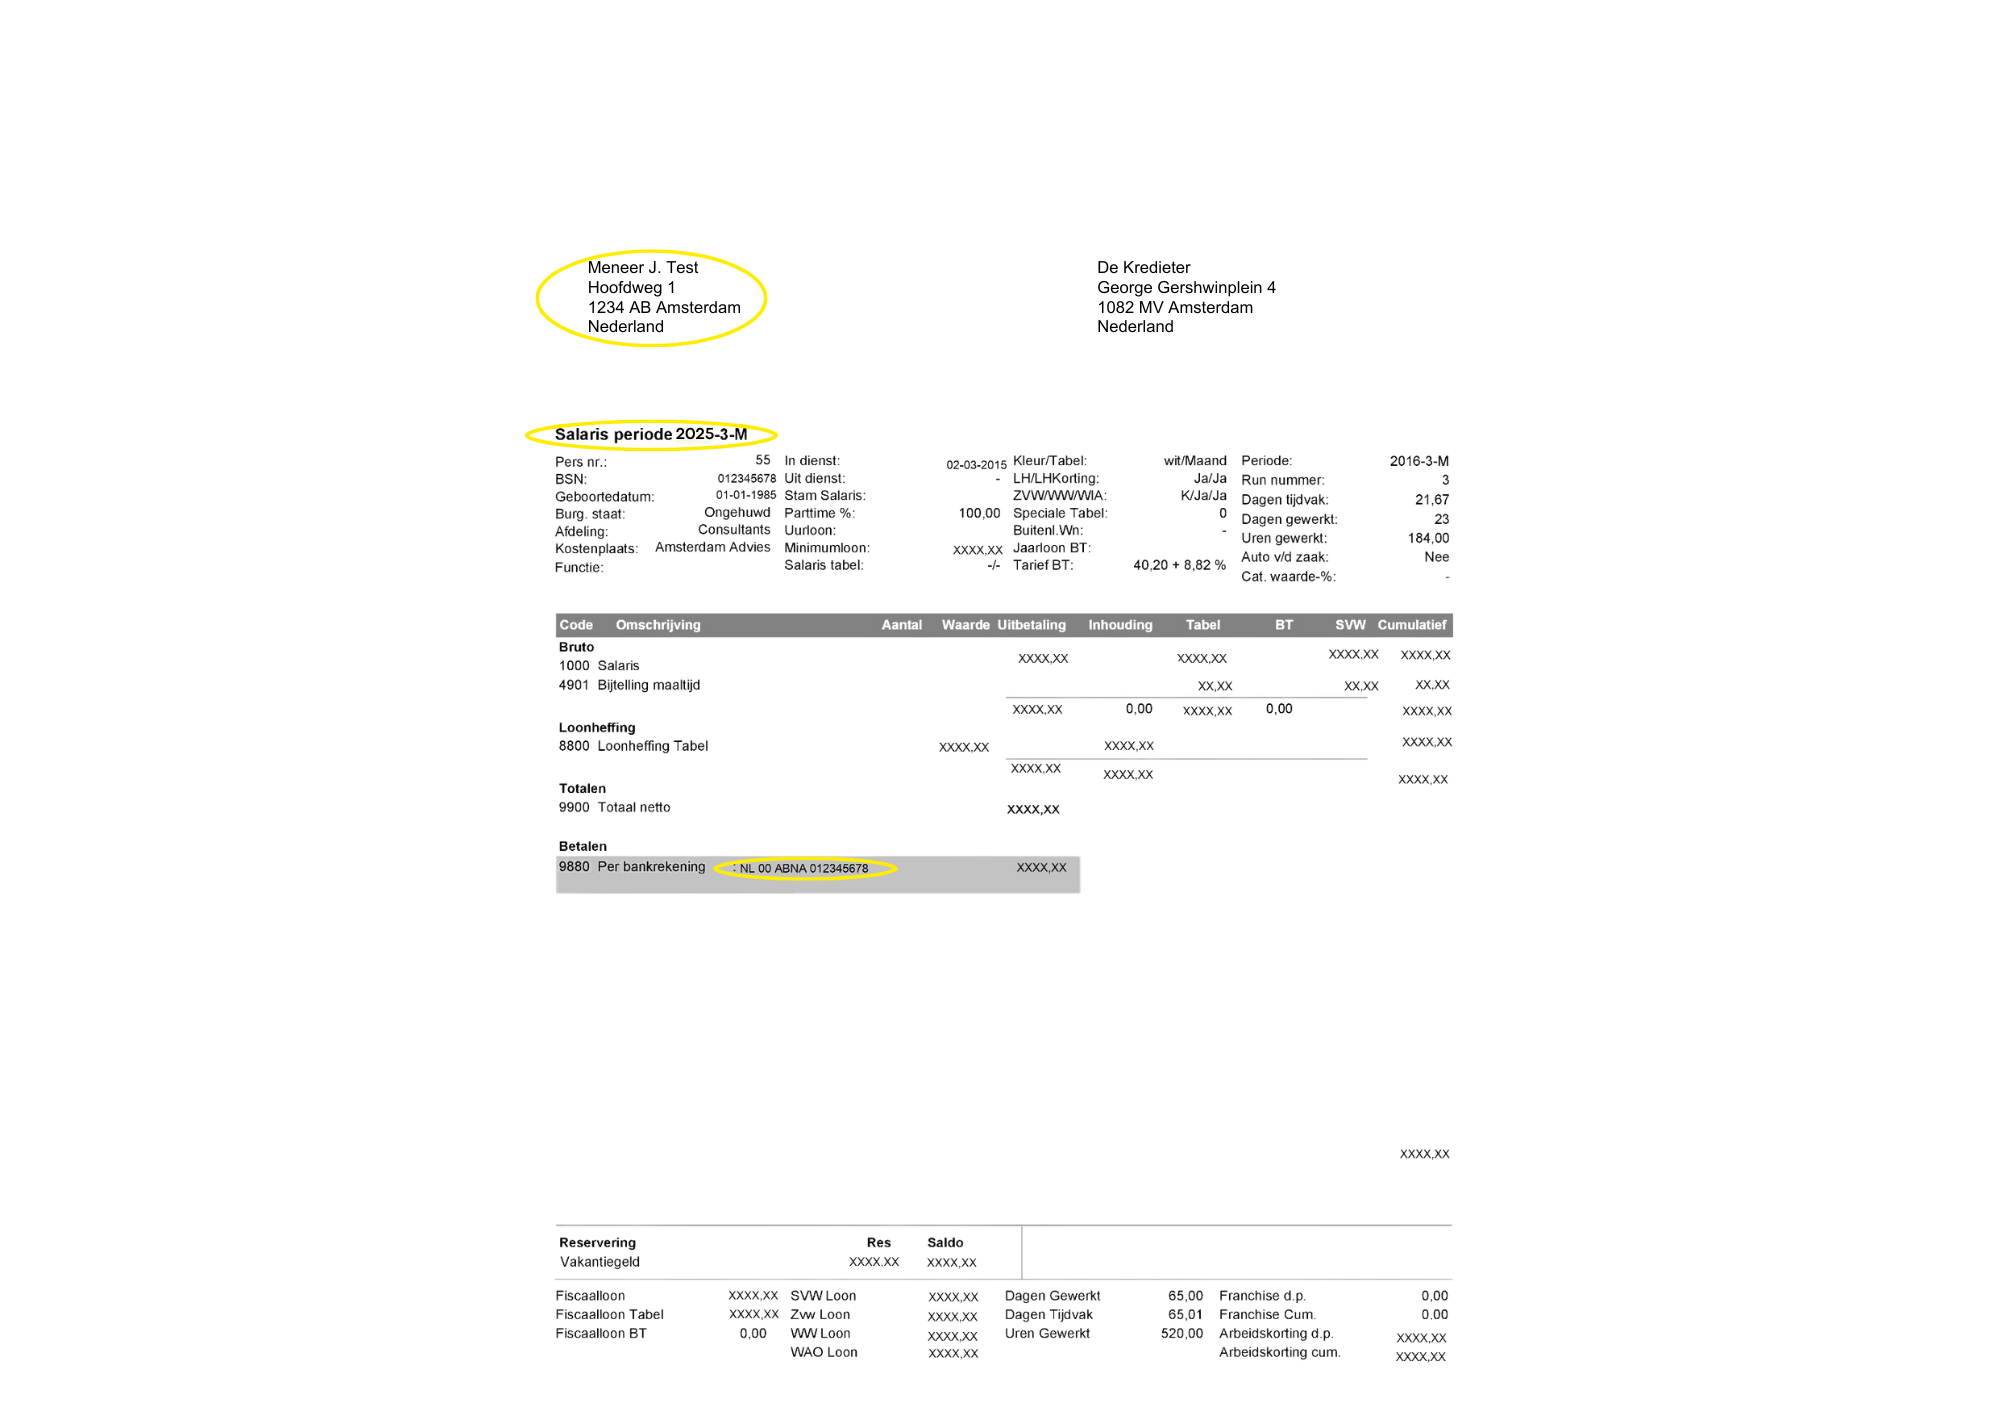 Meneer J. Test
Hoofdweg 1
1234 AB Amsterdam
Nederland
De Kredieter
George Gershwinplein 4
1082 MV Amsterdam
Nederland
Salaris periode 2025-3-M
Pers nr.: 55 In dienst: 02-03-2015 Kleur/Tabel: wit/Maand Periode: 2016-3-M
BSN: 012345678 Uit dienst: - LH/LHKorting: Ja/Ja Run nummer: 3
Geboortedatum: 01-01-1985 Stam Salaris: ZVW/WW/WIA: K/Ja/Ja Dagen tijdvak: 21,67
Burg. staat: Ongehuwd Parttime %: 100,00 Speciale Tabel: 0 Dagen gewerkt: 23
Afdeling: Consultants Uurloon: Buitenl.Wn: - Uren gewerkt: 184,00
Kostenplaats: Amsterdam Advies Minimumloon: XXXX,XX Jaarloon BT: Auto v/d zaak: Nee
Functie: Salaris tabel: -/- Tarief BT: 40,20 + 8,82 % Cat. waarde-%: -
Code Omschrijving Aantal Waarde Uitbetaling Inhouding Tabel BT SVW Cumulatief
Bruto
1000 Salaris XXXX,XX XXXX,XX XXXX,XX XXXX,XX
4901 Bijtelling maaltijd XX,XX XX,XX XX,XX
XXXX,XX 0,00 XXXX,XX 0,00 XXXX,XX
Loonheffing
8800 Loonheffing Tabel XXXX,XX XXXX,XX XXXX,XX
XXXX,XX XXXX,XX XXXX,XX
Totalen
9900 Totaal netto XXXX,XX
Betalen
9880 Per bankrekening : NL 00 ABNA 012345678 XXXX,XX
XXXX,XX
Reservering Res Saldo
Vakantiegeld XXXX,XX XXXX,XX
Fiscaalloon XXXX,XX SVW Loon XXXX,XX Dagen Gewerkt 65,00 Franchise d.p. 0,00
Fiscaalloon Tabel XXXX,XX Zvw Loon XXXX,XX Dagen Tijdvak 65,01 Franchise Cum. 0,00
Fiscaalloon BT 0,00 WW Loon XXXX,XX Uren Gewerkt 520,00 Arbeidskorting d.p. XXXX,XX
WAO Loon XXXX,XX Arbeidskorting cum. XXXX,XX